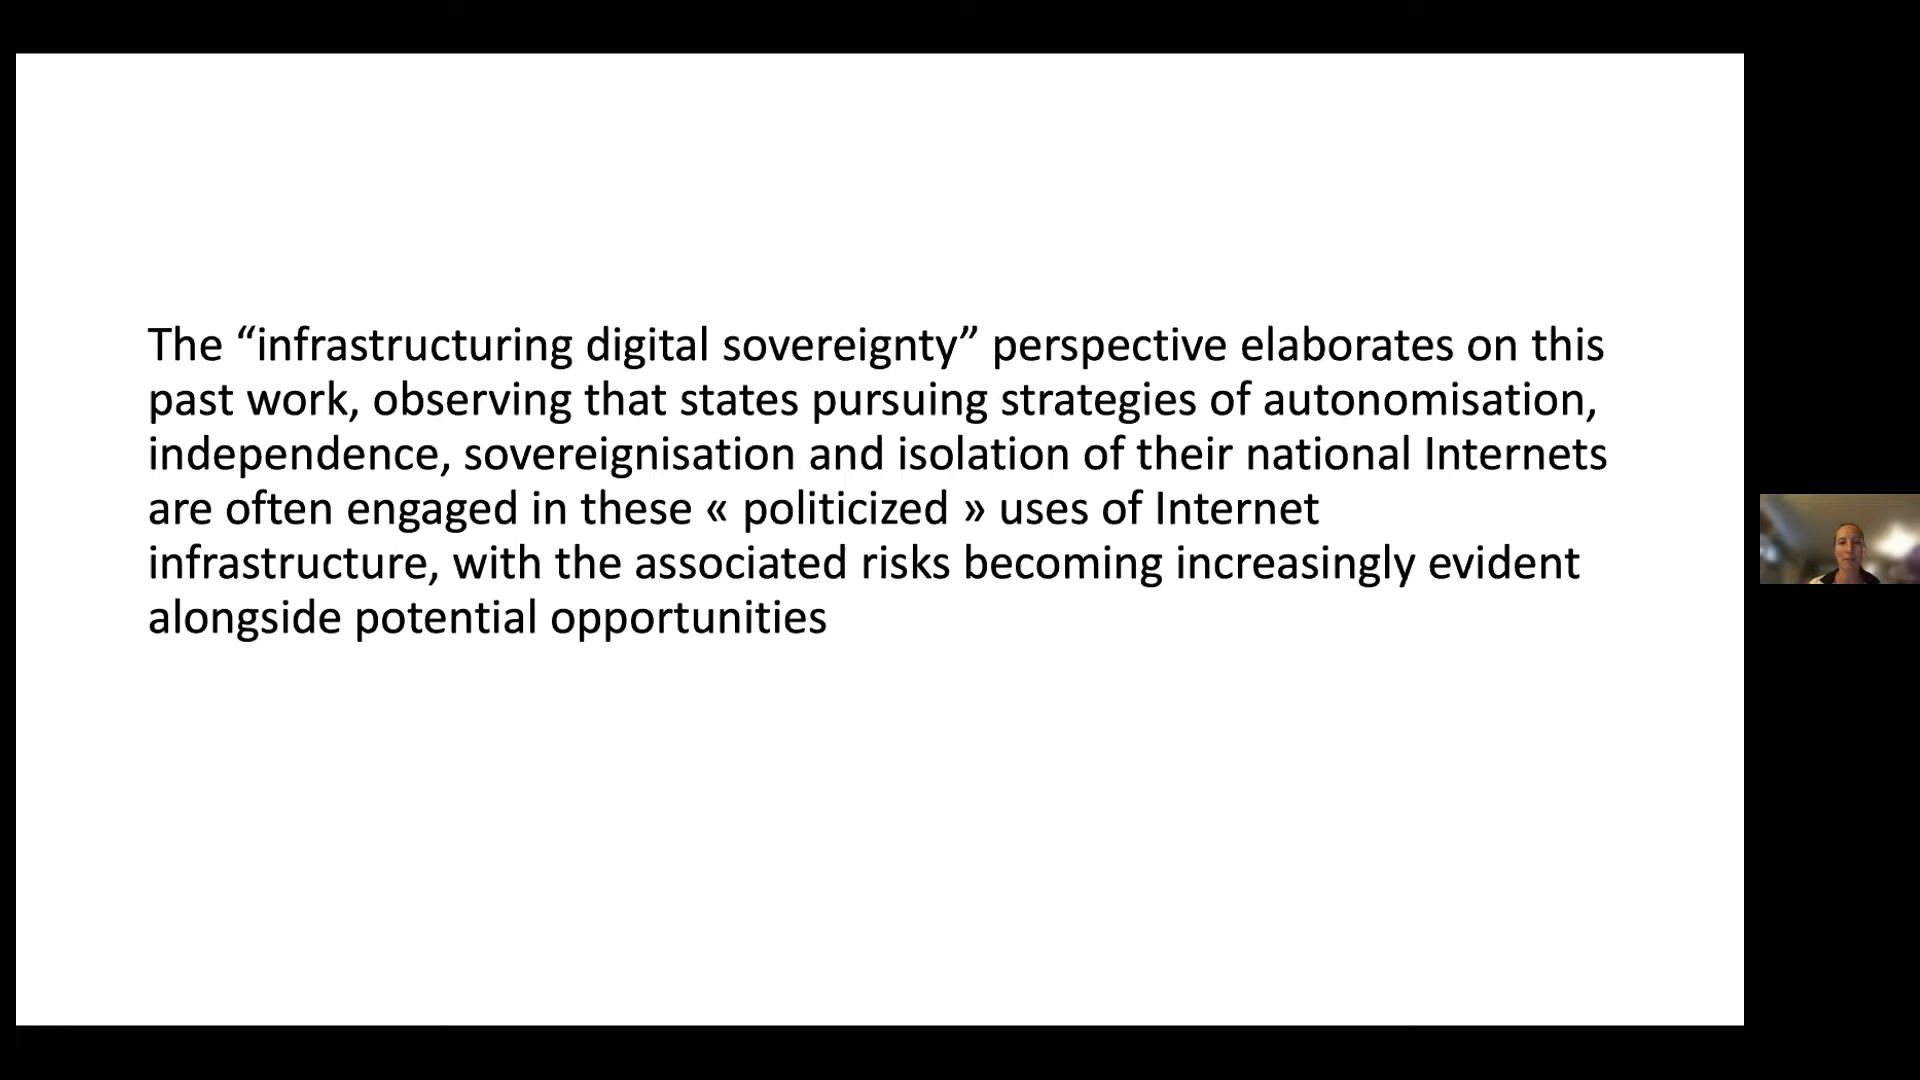 The “infrastructuring digital sovereignty” perspective elaborates on this
past work, observing that states pursuing strategies of autonomisation,
independence, sovereignisation and isolation of their national Internets
are often engaged in these « politicized » uses of Internet
infrastructure, with the associated risks becoming increasingly evident
alongside potential opportunities